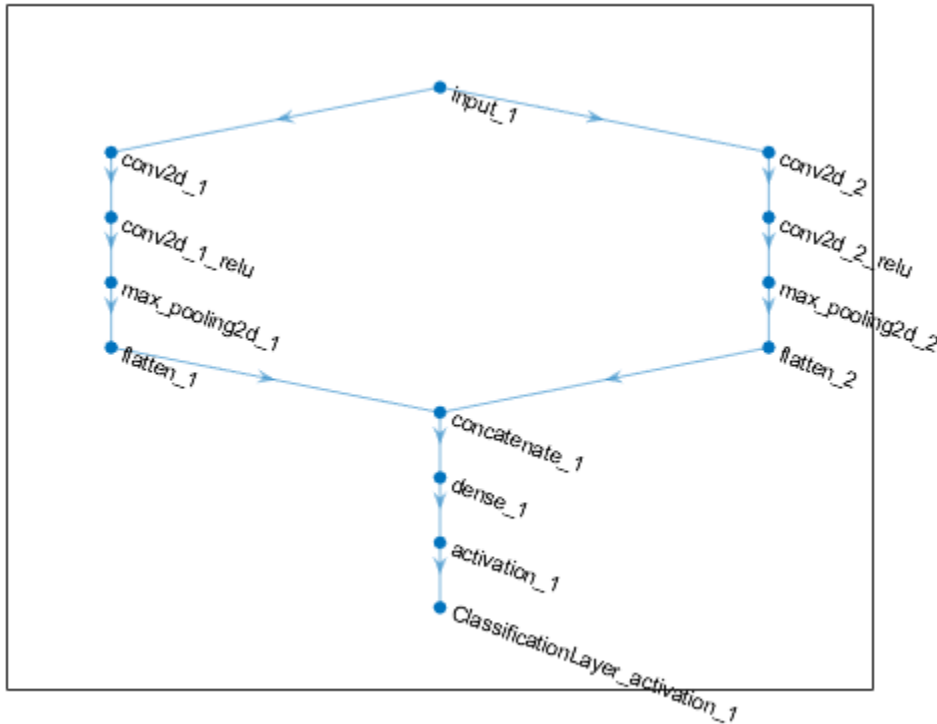 input_1
conv2d_1
conv2d_2
conv2d_1_relu
conv2d_2_relu
max_pooling2d_1
max_pooling2d_2
flatten_1
flatten_2
concatenate_1
dense_1
activation_1
ClassificationLayer_activation_1